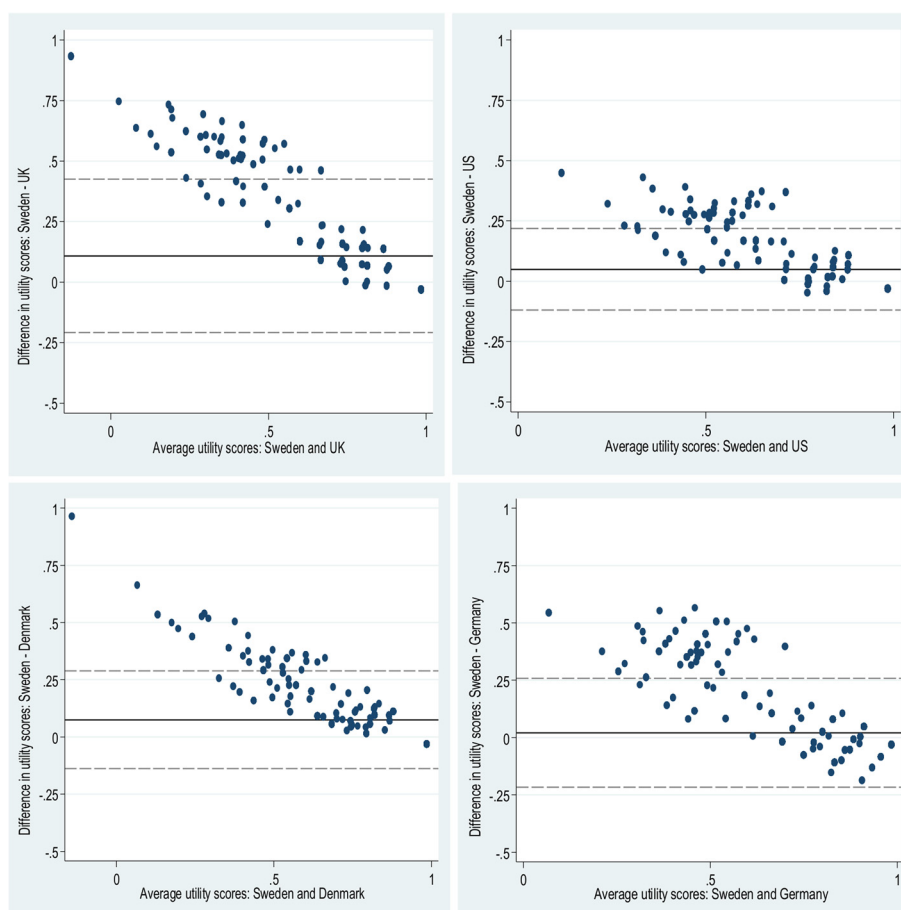 Difference in utility scores: Sweden - UK
1
.75
.5
.25
0
-.25
-.5
0 .5 1
Average utility scores: Sweden and UK
Difference in utility scores: Sweden - US
1
.75
.5
.25
0
-.25
-.5
0 .5 1
Average utility scores: Sweden and US
Difference in utility scores: Sweden - Denmark
1
.75
.5
.25
0
-.25
-.5
0 .5 1
Average utility scores: Sweden and Denmark
Difference in utility scores: Sweden - Germany
1
.75
.5
.25
0
-.25
-.5
0 .5 1
Average utility scores: Sweden and Germany